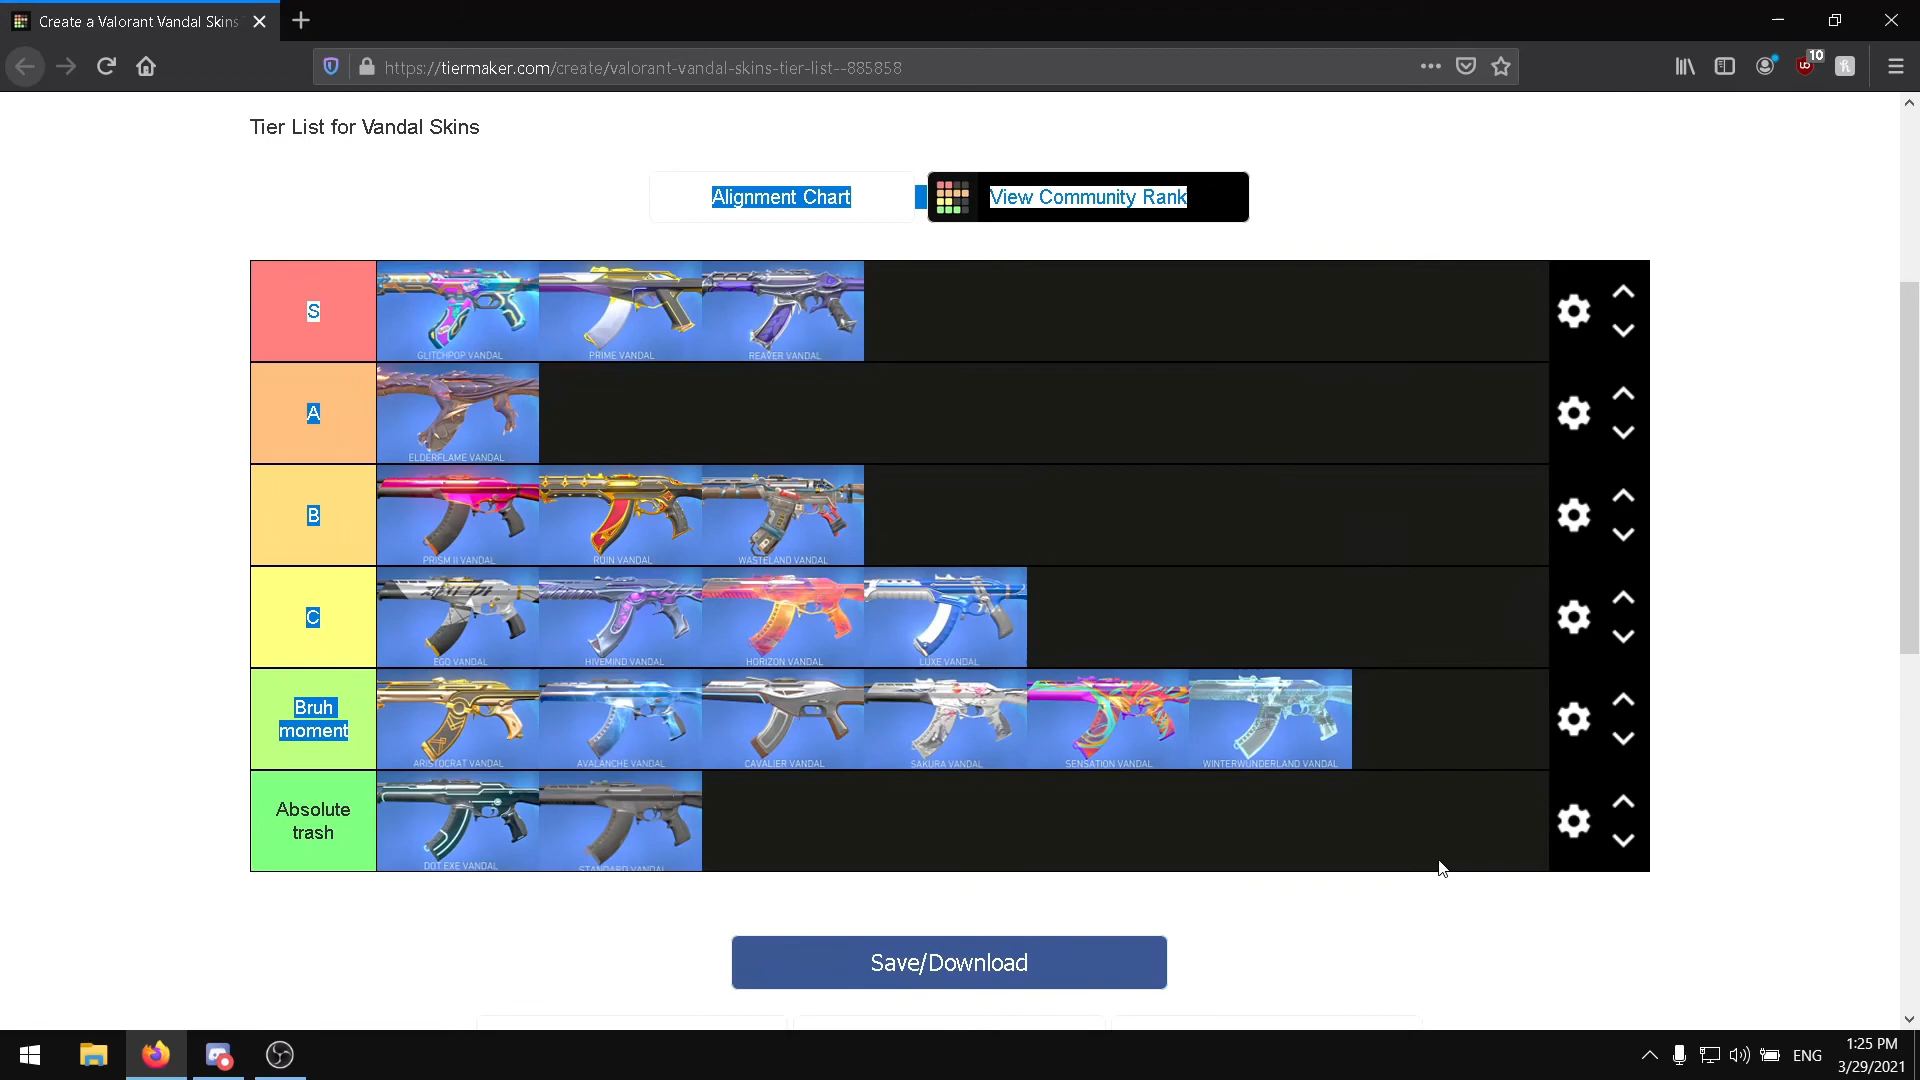 Create a Valorant Vandal Skins
https://tiermaker.com/create/valorant-vandal-skins-tier-list--885858
10
Tier List for Vandal Skins
Alignment Chart
View Community Rank
S
GLITCHPOP VANDAL
PRIME VANDAL
REAVER VANDAL
A
ELDERFLAME VANDAL
B
PRISM II VANDAL
RUIN VANDAL
WASTELAND VANDAL
C
EGO VANDAL
HIVEMIND VANDAL
HORIZON VANDAL
LUXE VANDAL
Bruh
moment
ARISTOCRAT VANDAL
AVALANCHE VANDAL
CAVALIER VANDAL
SAKURA VANDAL
SENSATION VANDAL
WINTERWUNDERLAND VANDAL
Absolute
trash
DOT EXE VANDAL
STANDARD VANDAL
Save/Download
ENG
1:25 PM
3/29/2021